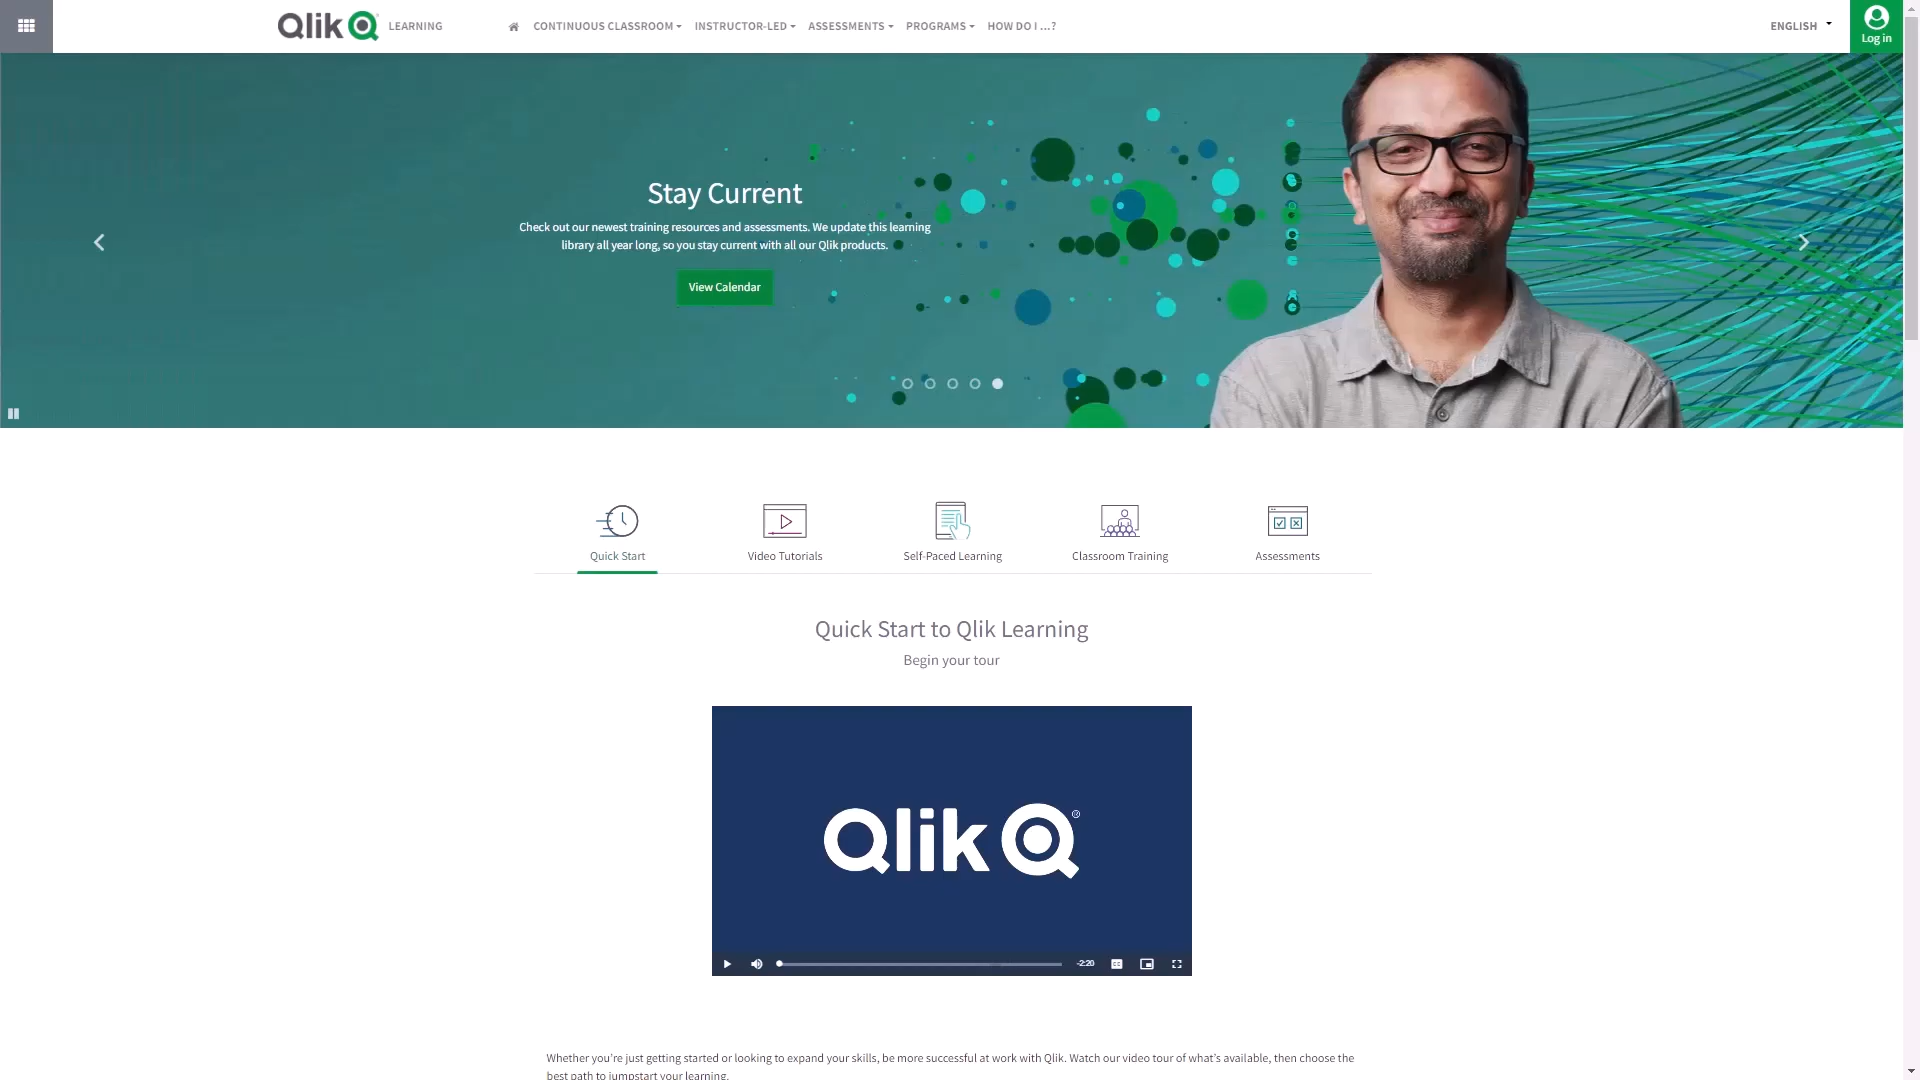 Qlik LEARNING
CONTINUOUS CLASSROOM
INSTRUCTOR-LED
ASSESSMENTS
PROGRAMS
HOW DO I ...?
ENGLISH
Log in
Stay Current
Check out our newest training resources and assessments. We update this learning
library all year long, so you stay current with all our Qlik products.
View Calendar
Quick Start
Video Tutorials
Self-Paced Learning
Classroom Training
Assessments
Quick Start to Qlik Learning
Begin your tour
Qlik
-2:20
Whether you're just getting started or looking to expand your skills, be more successful at work with Qlik. Watch our video tour of what's available, then choose the
best path to jumpstart your learning.